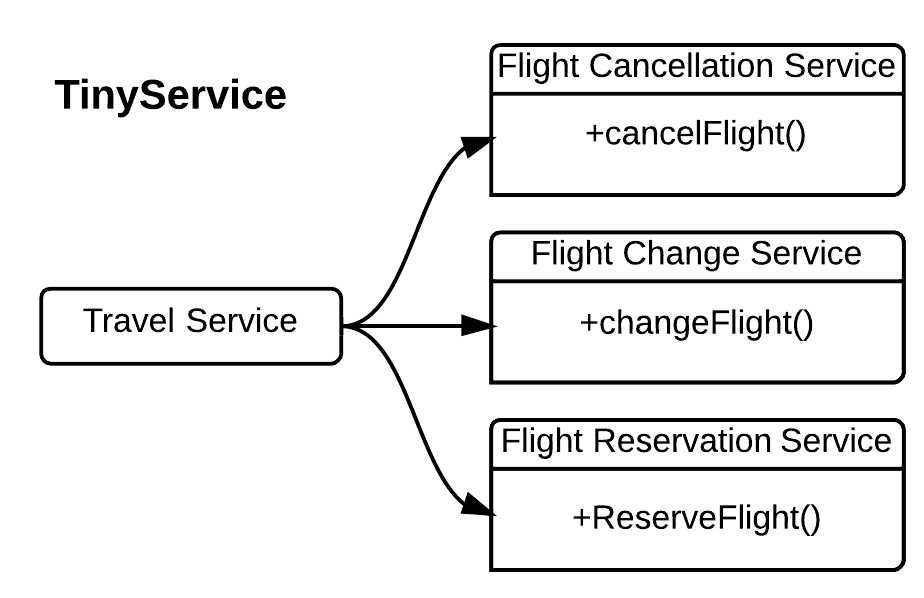 TinyService
Travel Service
Flight Cancellation Service
+cancelFlight()
Flight Change Service
+changeFlight()
Flight Reservation Service
+ReserveFlight()